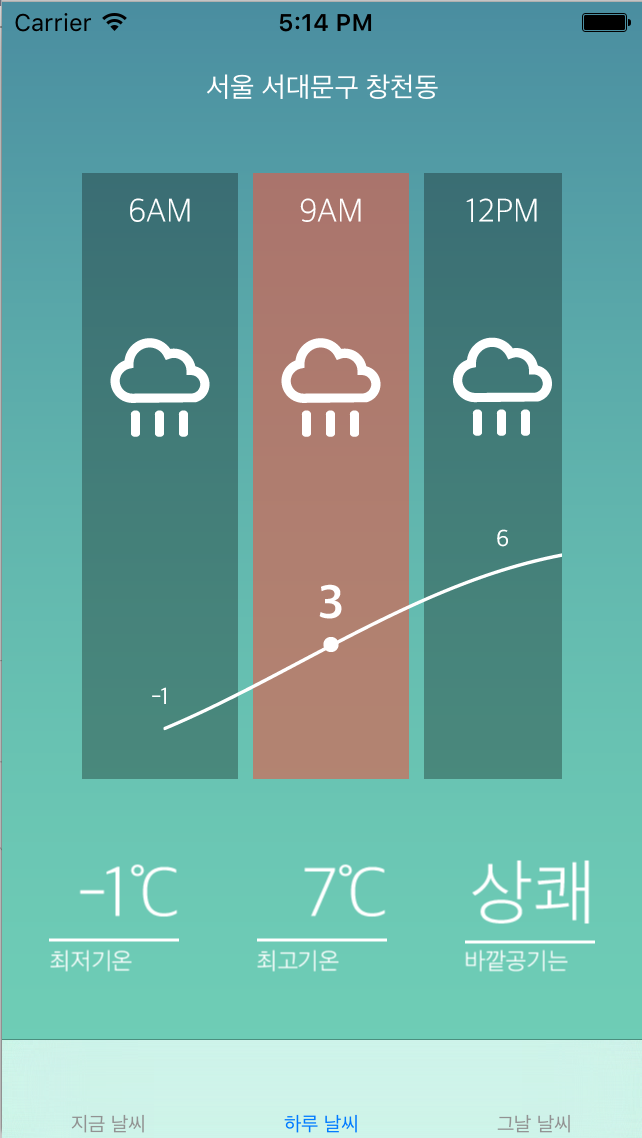 Carrier 5:14 PM
서울 서대문구 창천동
6AM 9AM 12PM
6
3
-1
-1℃ 7℃ 상쾌
최저기온 최고기온 바깥공기는
지금 날씨 하루 날씨 그날 날씨